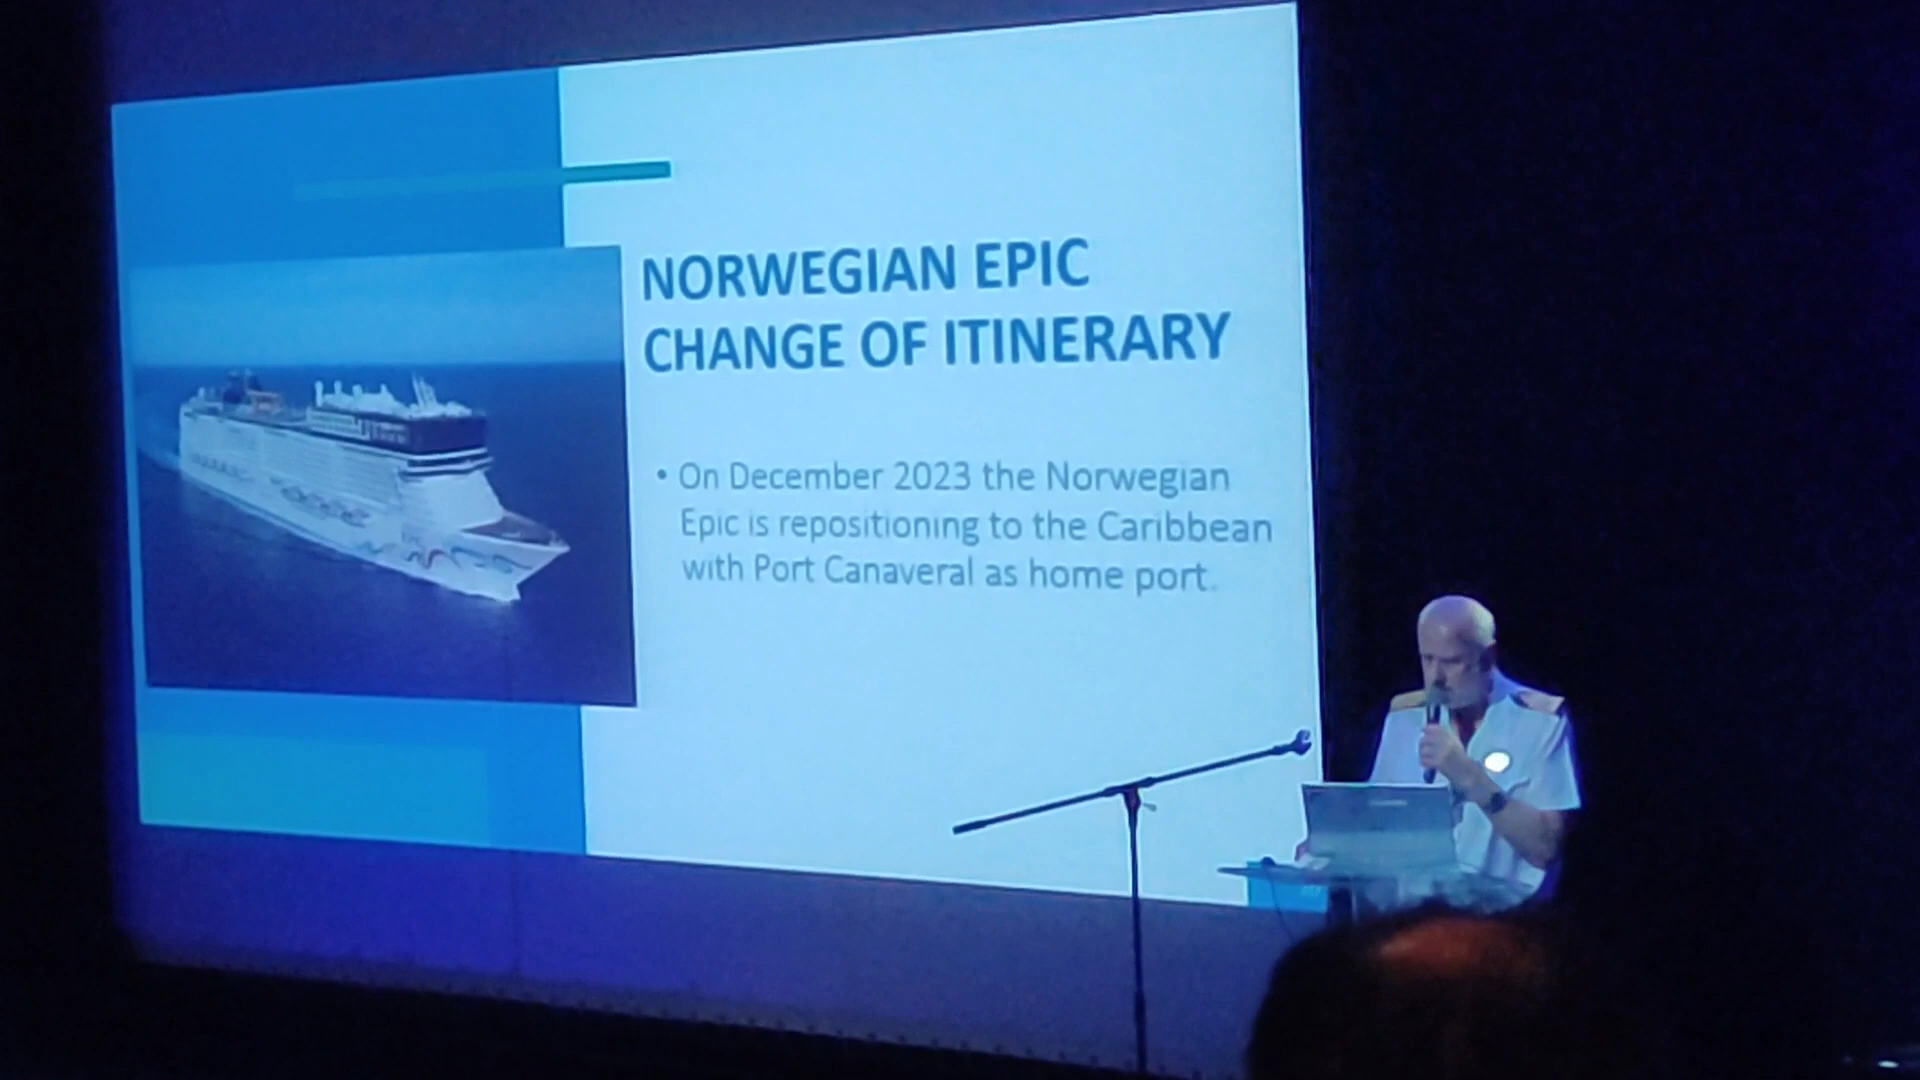 NORWEGIAN EPIC
CHANGE OF ITINERARY
• On December 2023 the Norwegian
Epic is repositioning to the Caribbean
with Port Canaveral as home port.